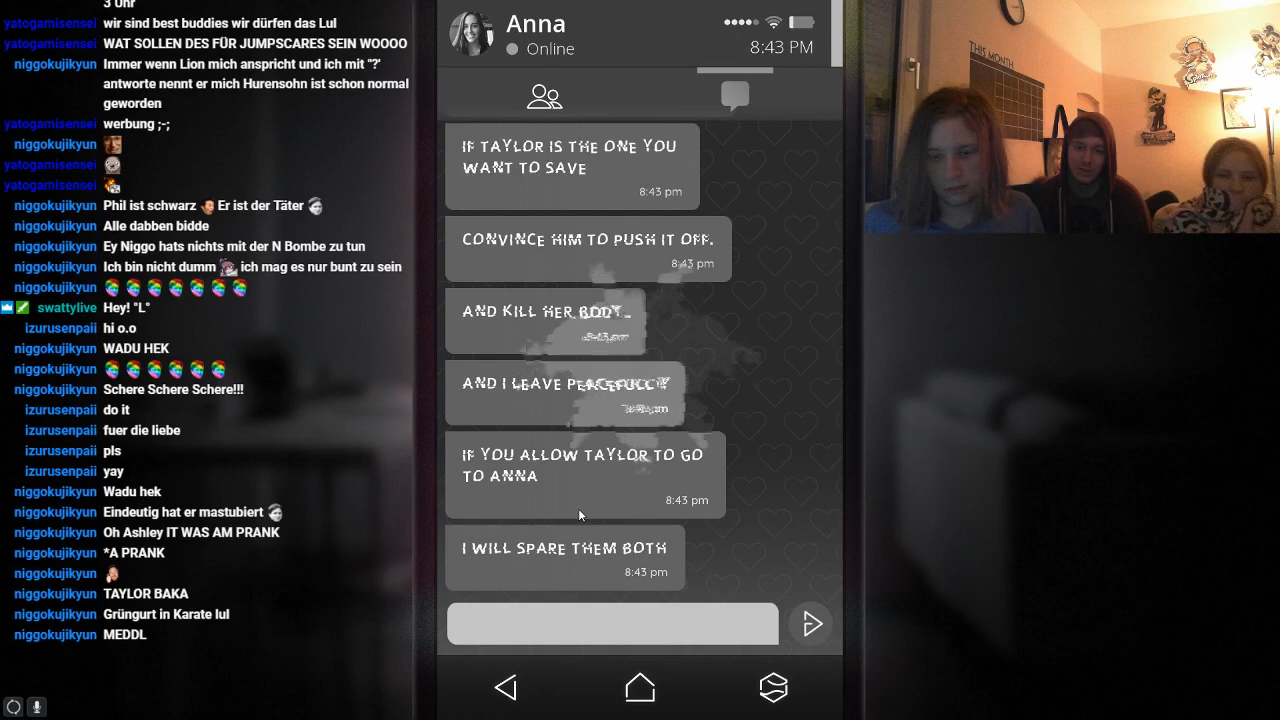 3 Uhr
yatogamisensei wir sind best buddies wir dürfen das Lul
yatogamisensei WAT SOLLEN DES FÜR JUMPSCARES SEIN WOOOO
niggokujikyun Immer wenn Lion mich anspricht und ich mit "?'
antworte nennt er mich Hurensohn ist schon normal
geworden
yatogamisensei werbung ;-;
niggokujikyun
yatogamisensei
yatogamisensei
niggokujikyun Phil ist schwarz Er ist der Täter
niggokujikyun Alle dabben bidde
niggokujikyun Ey Niggo hats nichts mit der N Bombe zu tun
niggokujikyun Ich bin nicht dumm ich mag es nur bunt zu sein
niggokujikyun
swattylive Hey! °L°
izurusenpaii hi o.o
niggokujikyun WADU HEK
niggokujikyun
niggokujikyun Schere Schere Schere!!!
izurusenpaii do it
izurusenpaii fuer die liebe
izurusenpaii pls
izurusenpaii yay
niggokujikyun Wadu hek
niggokujikyun Eindeutig hat er mastubiert
niggokujikyun Oh Ashley IT WAS AM PRANK
niggokujikyun *A PRANK
niggokujikyun
niggokujikyun TAYLOR BAKA
niggokujikyun Grüngurt in Karate lul
niggokujikyun MEDDL
Anna
Online
8:43 PM
IF TAYLOR IS THE ONE YOU
WANT TO SAVE
8:43 pm
CONVINCE HIM TO PUSH IT OFF.
8:43 pm
AND KILL HER BODY..
8:43 pm
AND I LEAVE PEACEFULLY
8:43 pm
IF YOU ALLOW TAYLOR TO GO
TO ANNA
8:43 pm
I WILL SPARE THEM BOTH
8:43 pm
THIS MONTH